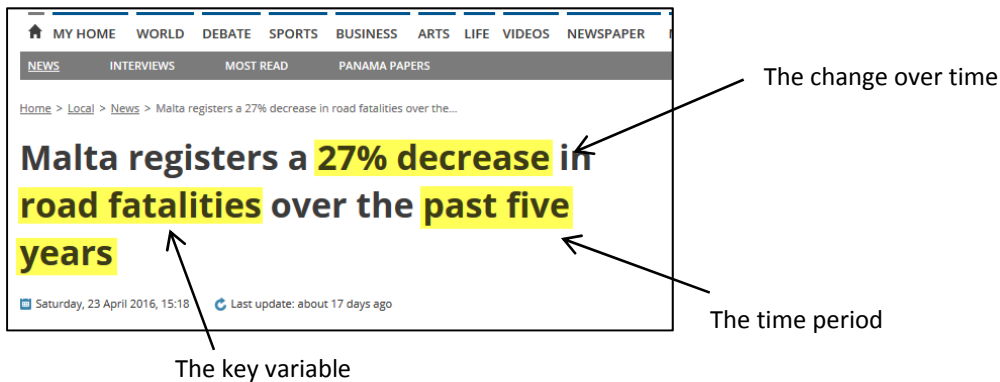 MY HOME WORLD DEBATE SPORTS BUSINESS ARTS LIFE VIDEOS NEWSPAPER
NEWS INTERVIEWS MOST READ PANAMA PAPERS
The change over time
Home > Local > News > Malta registers a 27% decrease in road fatalities over the...
Malta registers a 27% decrease in
road fatalities over the past five
years
Saturday, 23 April 2016, 15:18 Last update: about 17 days ago
The time period
The key variable